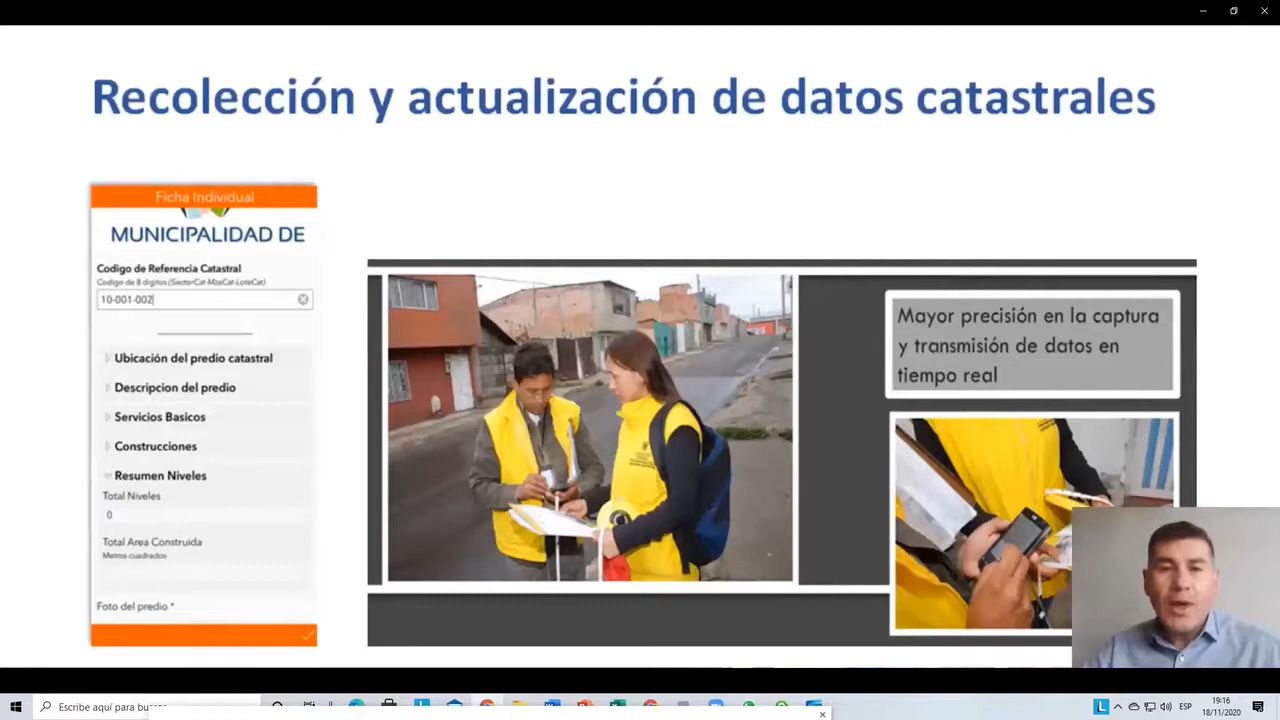 Recolección y actualización de datos catastrales
Ficha Individual
MUNICIPALIDAD DE
Codigo de Referencia Catastral
Codigo de 8 digitos (SectorCat-MzaCat-LoteCat)
10-001-002
Ubicación del predio catastral
Descripcion del predio
Servicios Basicos
Construcciones
Resumen Niveles
Total Niveles
0
Total Area Construida
Metros cuadrados
Foto del predio *
Mayor precisión en la captura
y transmisión de datos en
tiempo real
Escribe aquí para
ESP
19:16
18/11/2020